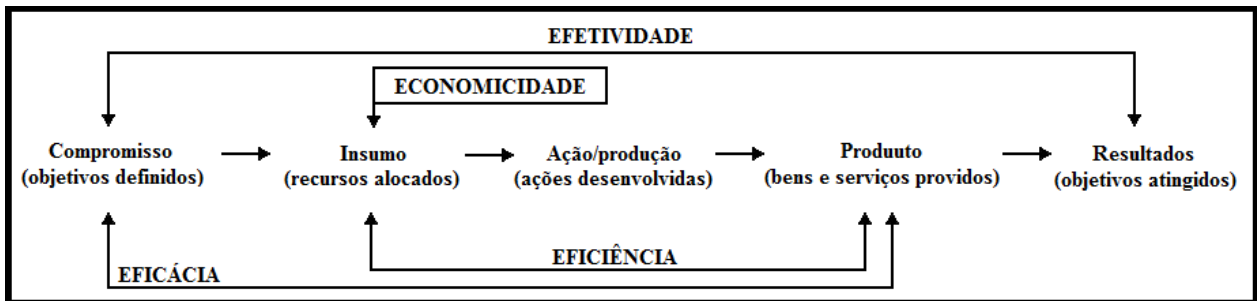 EFETIVIDADE
ECONOMICIDADE
Compromisso
(objetivos definidos)
Insumo
(recursos alocados)
Ação/produção
(ações desenvolvidas)
Produuto
(bens e serviços providos)
Resultados
(objetivos atingidos)
EFICIÊNCIA
EFICÁCIA